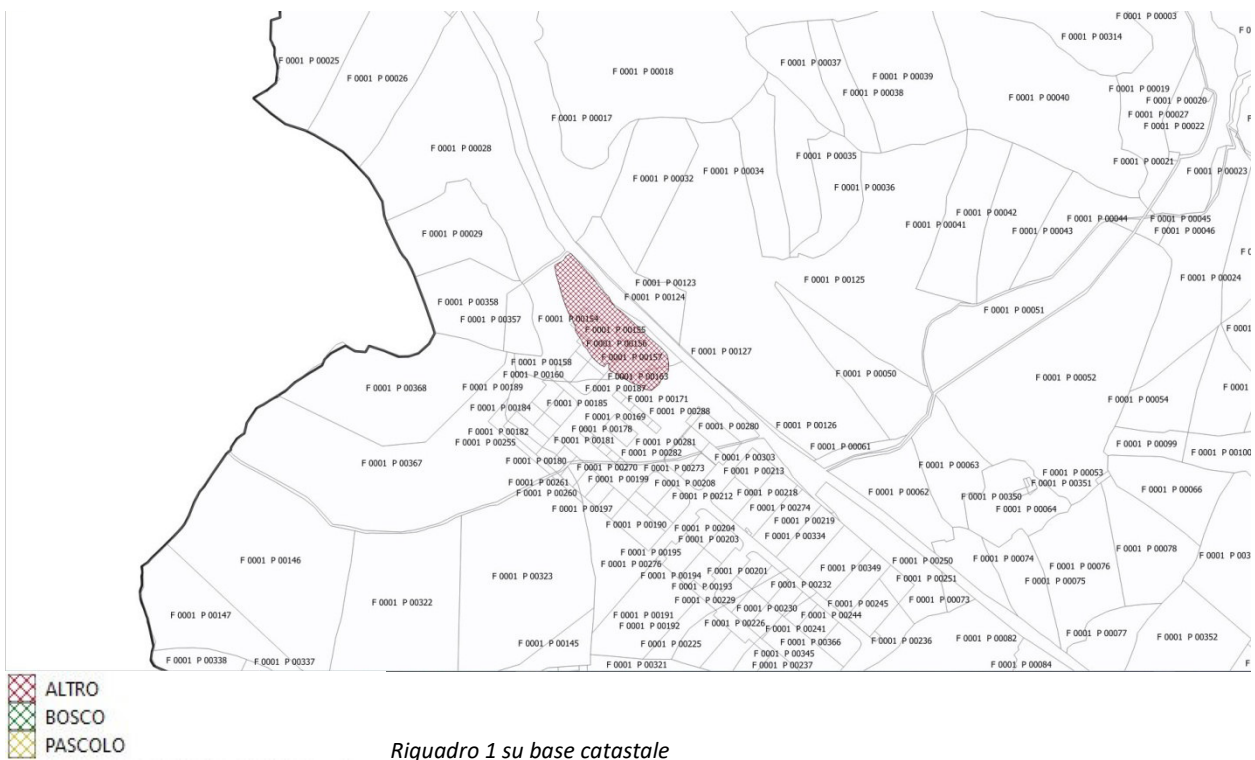 F 0001 P 00003
F 0001 P 00314
F 0
F 0001 P 00025
F 0001 P 00037
F 0001 P 00018
F 0001 P 00026
F 0001 P 00039
F 0001 P 00019
F 0001 P 00038
F 0001 P 00040
F 0001 P 00020
F 0001 P 00017
F 0001 P 00027
F 0001 P 00022
F 0001 P 00028
F 0001 P 00035
F 0001 P 00021
F 0001 P 00034
F 0001 P 00023
F 0001 P 00032
F 0001 P 00036
F 0001 P 00042
F 0001 P 00044
F 0001 P 00045
F 0001 P 00041
F 0001 P 00043
F 0001 P 00046
F 0001 P 00029
F 0
F 0001 P 00123
F 0001 P 00125
F 0001 P 00024
F 0001 P 00124
F 0001 P 00358
F 0001 P 00051
F 0001 P 00357
F 0001 P 00154
F 0001 P 00155
F 0001
F 0001 P 00156
F 0001 P 00127
F 0001 P 00157
F 0001 P 00158
F 0001 P 00160
F 0001 P 00163
F 0001 P 00050
F 0001 P 00052
F 0001 P 00368
F 0001 P 00189
F 0001 P 00187
F 0001
F 0001 P 00171
F 0001 P 00054
F 0001 P 00184
F 0001 P 00185
F 0001 P 00288
F 0001 P 00169
F 0001 P 00280
F 0001 P 00126
F 0001 P 00182
F 0001 P 00178
F 0001 P 00255
F 0001 P 00181
F 0001 P 00281
F 0001 P 00061
F 0001 P 00099
F 0001 P 00282
F 0001 P 00100
F 0001 P 00367
F 0001 P 00180
F 0001 P 00303
F 0001 P 00063
F 0001 P 00270
F 0001 P 00273
F 0001 P 00213
F 0001 P 00053
F 0001 P 00261
F 0001 P 00199
F 0001 P 00208
F 0001 P 00351
F 0001 P 00260
F 0001 P 00212
F 0001 P 00218
F 0001 P 00062
F 0001 P 00350
F 0001 P 00066
F 0001 P 00197
F 0001 P 00274
F 0001 P 00064
F 0001 P 00190
F 0001 P 00204
F 0001 P 00219
F 0001 P 00203
F 0001 P 00334
F 0001 P 00195
F 0001 P 00078
F 0001 P 003
F 0001 P 00146
F 0001 P 00276
F 0001 P 00201
F 0001 P 00349
F 0001 P 00250
F 0001 P 00074
F 0001 P 00076
F 0001 P 00323
F 0001 P 00194
F 0001 P 00251
F 0001 P 00075
F 0001 P 00193
F 0001 P 00232
F 0001 P 00322
F 0001 P 00229
F 0001 P 00245
F 0001 P 00073
F 0001 P 00147
F 0001 P 00191
F 0001 P 00230
F 0001 P 00244
F 0001 P 00192
F 0001 P 00226
F 0001 P 00241
F 0001 P 00077
F 0001 P 00352
F 0001 P 00145
F 0001 P 00225
F 0001 P 00366
F 0001 P 00236
F 0001 P 00082
F 0001 P 00338
F 0001 P 00337
F 0001 P 00321
F 0001 P 00345
F 0001 P 00237
F 0001 P 00084
ALTRO
BOSCO
PASCOLO
Riquadro 1 su base catastale